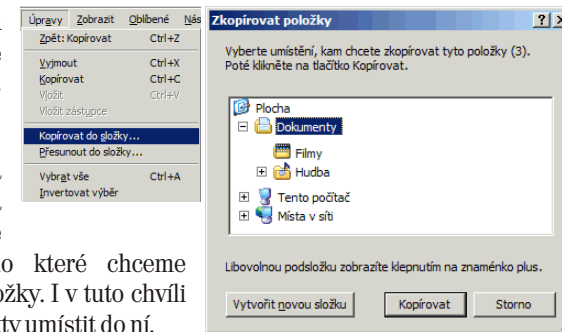 Úpravy Zobrazit Oblíbené Nás
Zpět: Kopírovat Ctrl+Z
Vyjmout Ctrl+X
Kopírovat Ctrl+C
Vložit Ctrl+V
Vložit zástupce
Kopírovat do složky...
Přesunout do složky...
Vybrat vše Ctrl+A
Invertovat výběr
Zkopírovat položky
Vyberte umístění, kam chcete zkopírovat tyto položky (3).
Poté klikněte na tlačítko Kopírovat.
Plocha
Dokumenty
Filmy
Hudba
Tento počítač
Místa v síti
Libovolnou podsložku zobrazíte klepnutím na znaménko plus.
Vytvořit novou složku Kopírovat Storno
které chceme
žky. I v tuto chvíli
ty umístit do ní.